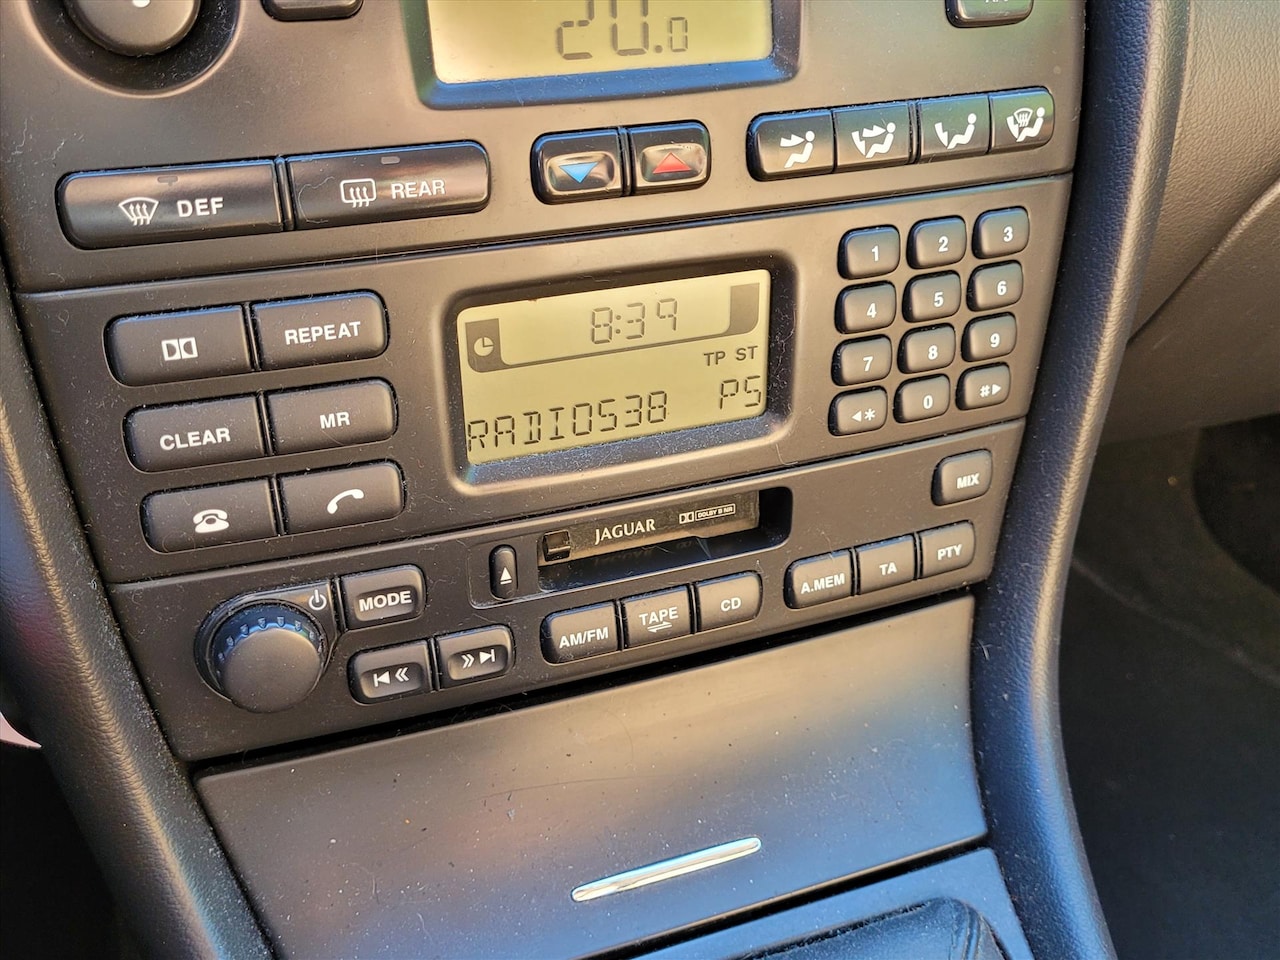 20.0
DEF
REAR
REPEAT
CLEAR
MR
8:39
TP ST
RADIO538 P5
1 2 3
4 5 6
7 8 9
* 0 #
MIX
JAGUAR
DOLBY B NR
MODE
AM/FM
TAPE
CD
A.MEM
TA
PTY